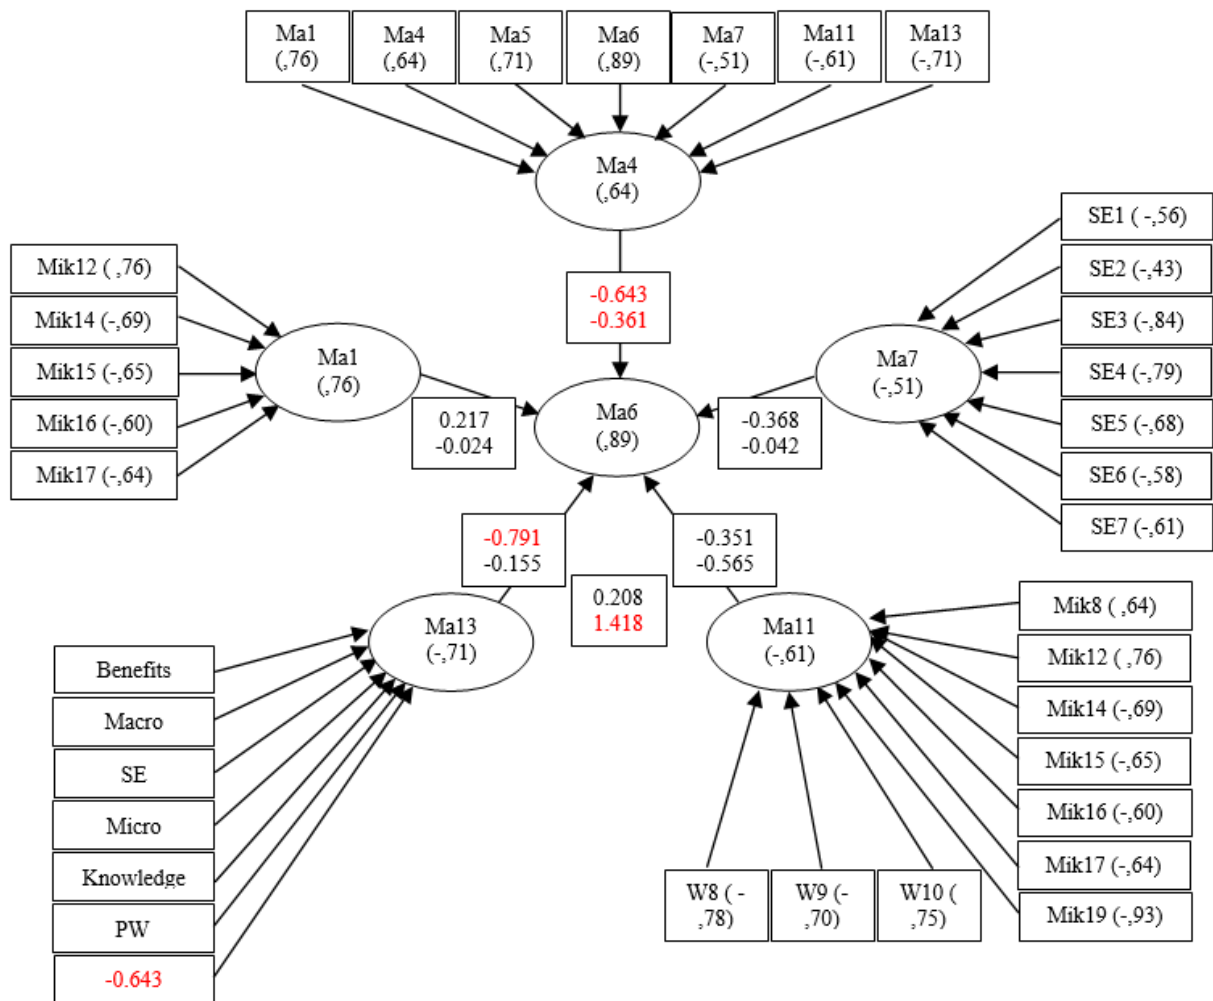 Ma1
(,76)
Ma4
(,64)
Ma5
(,71)
Ma6
(,89)
Ma7
(-,51)
Ma11
(-,61)
Ma13
(-,71)
Ma4
(,64)
-0.643
-0.361
Mik12 ( ,76)
Mik14 (-,69)
Mik15 (-,65)
Mik16 (-,60)
Mik17 (-,64)
Ma1
(,76)
0.217
-0.024
Ma6
(,89)
-0.368
-0.042
Ma7
(-,51)
SE1 ( -,56)
SE2 (-,43)
SE3 (-,84)
SE4 (-,79)
SE5 (-,68)
SE6 (-,58)
SE7 (-,61)
-0.791
-0.155
0.208
1.418
-0.351
-0.565
Ma13
(-,71)
Ma11
(-,61)
Benefits
Macro
SE
Micro
Knowledge
PW
-0.643
Mik8 ( ,64)
Mik12 ( ,76)
Mik14 (-,69)
Mik15 (-,65)
Mik16 (-,60)
Mik17 (-,64)
Mik19 (-,93)
W8 ( -
,78)
W9 (-
,70)
W10 (
,75)